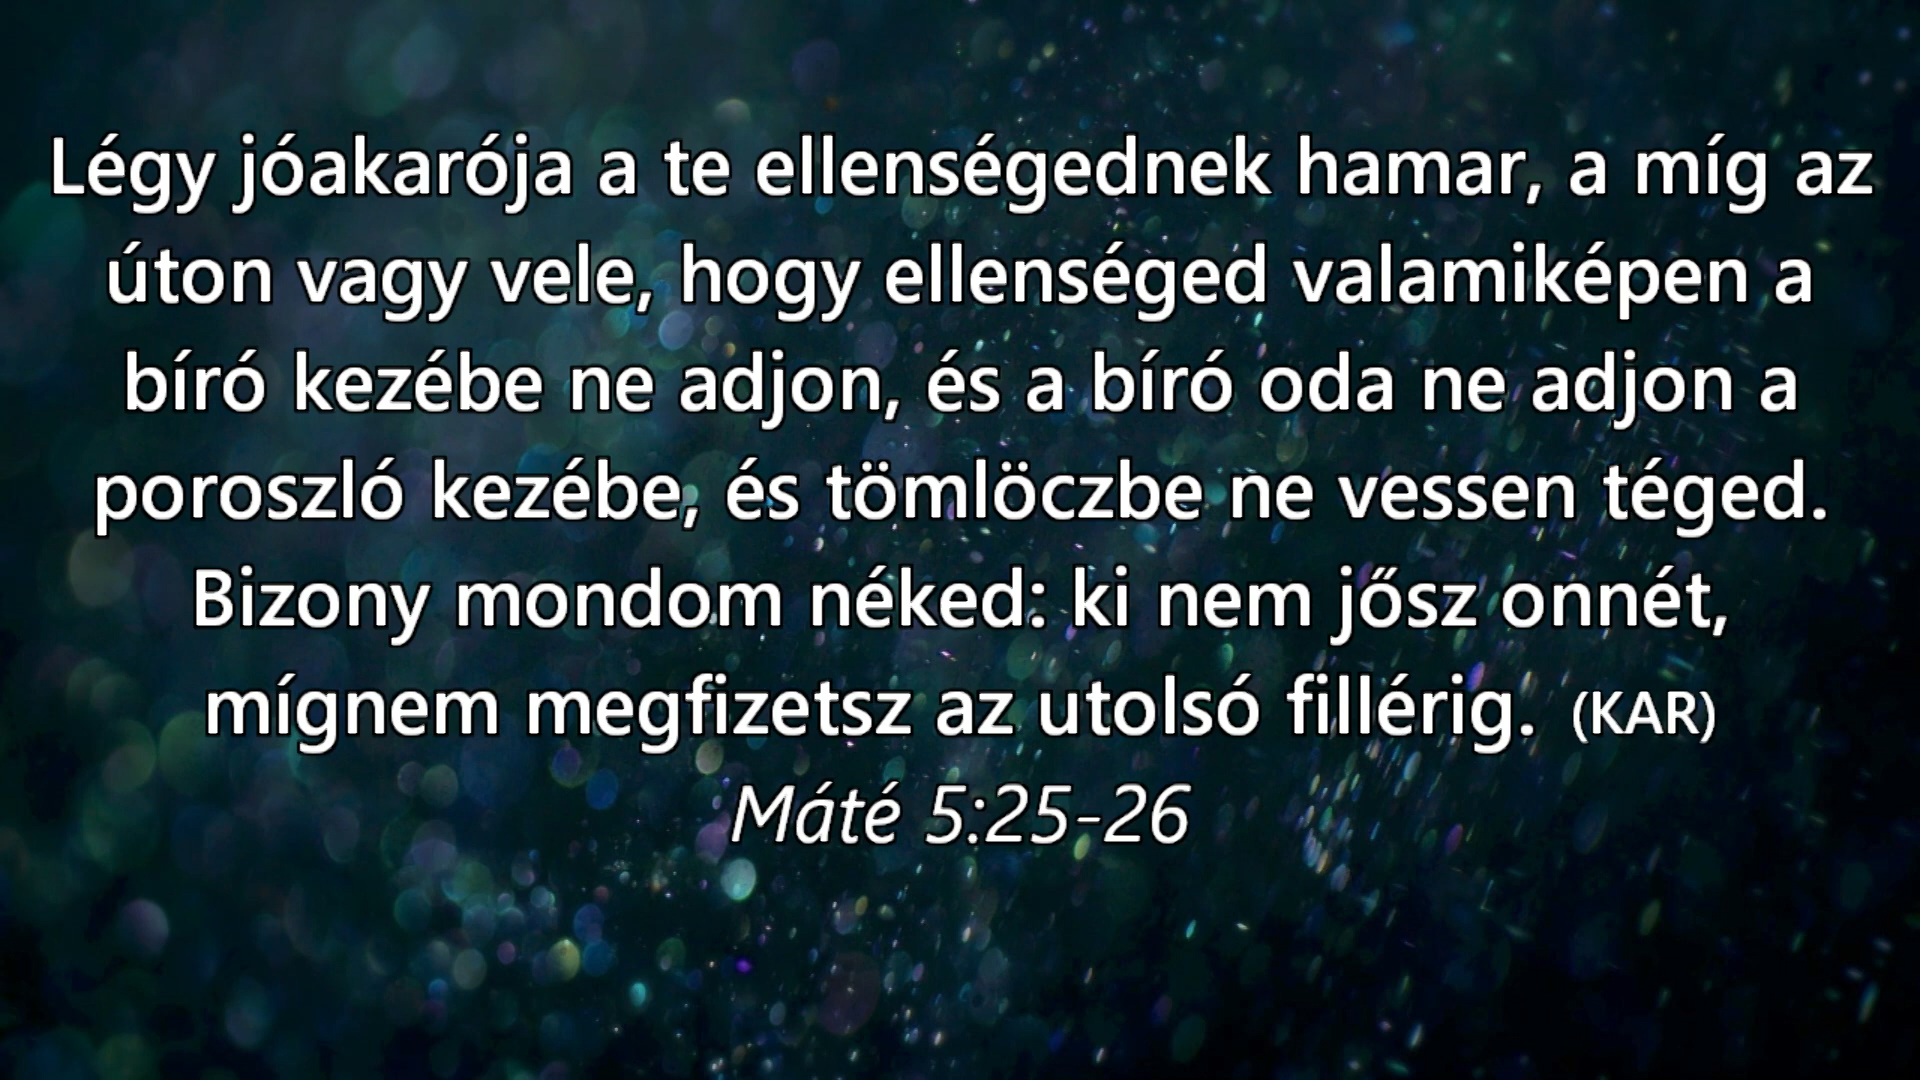 Légy jóakarója a te ellenségednek hamar, a míg az
úton vagy vele, hogy ellenséged valamiképen a
bíró kezébe ne adjon, és a bíró oda ne adjon a
poroszló kezébe, és tömlöczbe ne vessen téged.
Bizony mondom néked: ki nem jősz onnét,
mígnem megfizetsz az utolsó fillérig. (KAR)
Máté 5:25-26